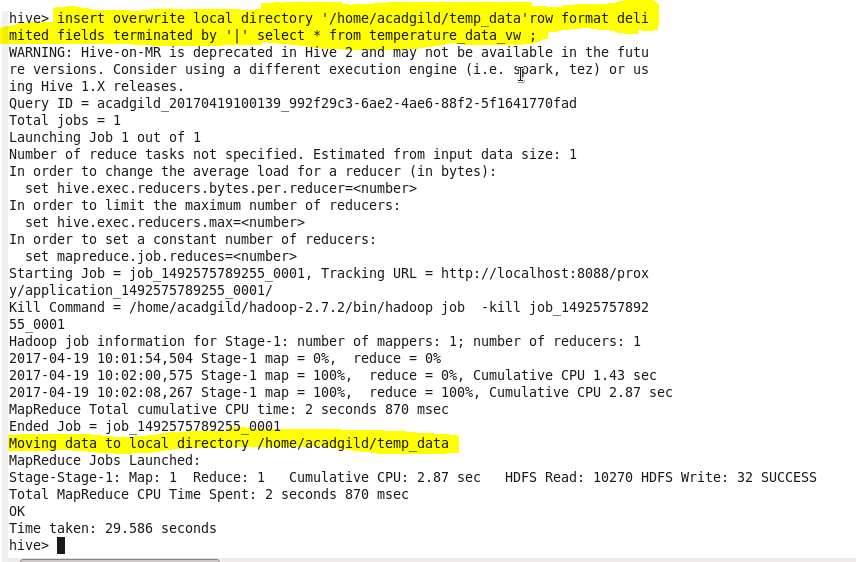 hive> insert overwrite local directory '/home/acadgild/temp_data'row format deli
mited fields terminated by '|' select * from temperature_data_vw ;
WARNING: Hive-on-MR is deprecated in Hive 2 and may not be available in the futu
re versions. Consider using a different execution engine (i.e. spark, tez) or us
ing Hive 1.X releases.
Query ID = acadgild_20170419100139_992f29c3-6ae2-4ae6-88f2-5f1641770fad
Total jobs = 1
Launching Job 1 out of 1
Number of reduce tasks not specified. Estimated from input data size: 1
In order to change the average load for a reducer (in bytes):
  set hive.exec.reducers.bytes.per.reducer=<number>
In order to limit the maximum number of reducers:
  set hive.exec.reducers.max=<number>
In order to set a constant number of reducers:
  set mapreduce.job.reduces=<number>
Starting Job = job_1492575789255_0001, Tracking URL = http://localhost:8088/prox
y/application_1492575789255_0001/
Kill Command = /home/acadgild/hadoop-2.7.2/bin/hadoop job  -kill job_14925757892
55_0001
Hadoop job information for Stage-1: number of mappers: 1; number of reducers: 1
2017-04-19 10:01:54,504 Stage-1 map = 0%,  reduce = 0%
2017-04-19 10:02:00,575 Stage-1 map = 100%,  reduce = 0%, Cumulative CPU 1.43 sec
2017-04-19 10:02:08,267 Stage-1 map = 100%,  reduce = 100%, Cumulative CPU 2.87 sec
MapReduce Total cumulative CPU time: 2 seconds 870 msec
Ended Job = job_1492575789255_0001
Moving data to local directory /home/acadgild/temp_data
MapReduce Jobs Launched:
Stage-Stage-1: Map: 1  Reduce: 1   Cumulative CPU: 2.87 sec   HDFS Read: 10270 HDFS Write: 32 SUCCESS
Total MapReduce CPU Time Spent: 2 seconds 870 msec
OK
Time taken: 29.586 seconds
hive>